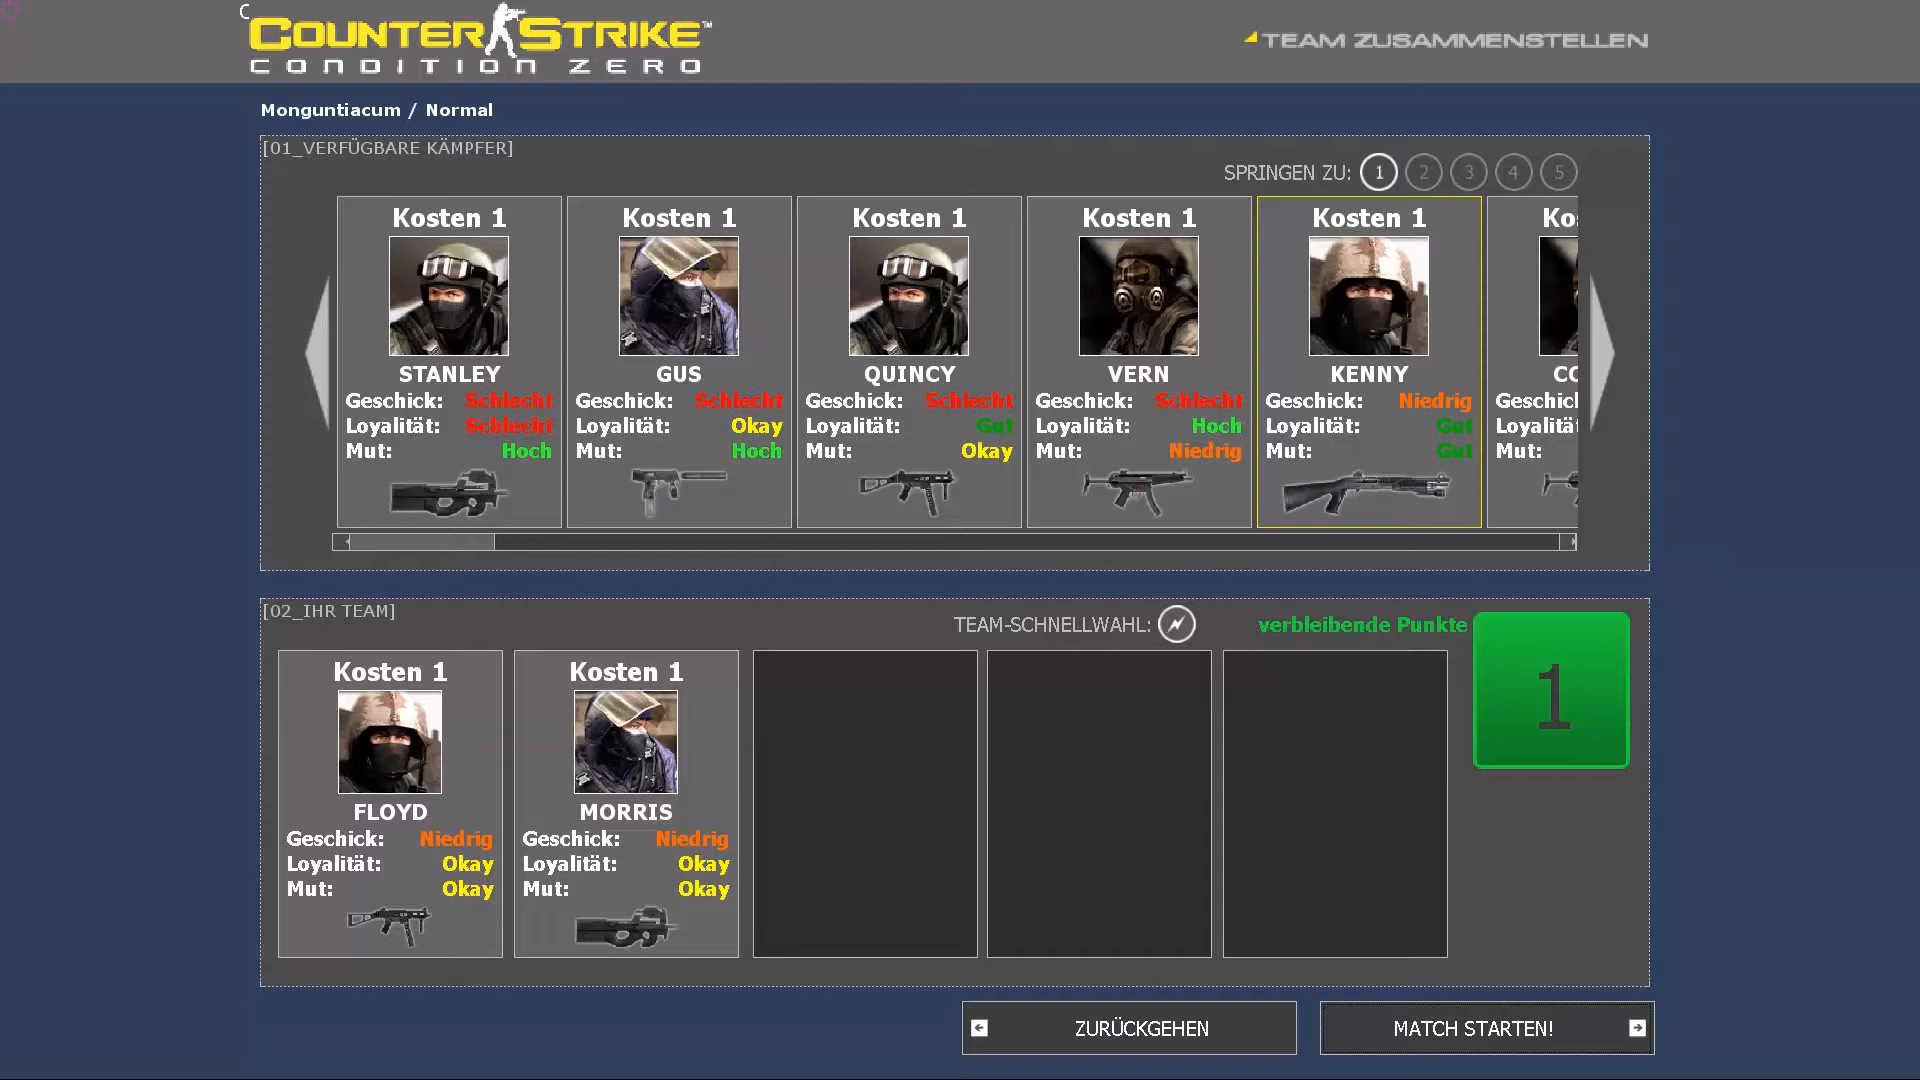 C
COUNTER STRIKE™
CONDITION ZERO
TEAM ZUSAMMENSTELLEN
Monguntiacum / Normal
[01_VERFÜGBARE KÄMPFER]
SPRINGEN ZU: 1 2 3 4 5
Kosten 1 Kosten 1 Kosten 1 Kosten 1 Kosten 1
STANLEY GUS QUINCY VERN KENNY
Geschick: Schlecht Geschick: Schlecht Geschick: Schlecht Geschick: Schlecht Geschick: Niedrig
Loyalität: Schlecht Loyalität: Okay Loyalität: Gut Loyalität: Hoch Loyalität: Gut
Mut: Hoch Mut: Hoch Mut: Okay Mut: Niedrig Mut: Gut Mut:
[02_IHR TEAM]
TEAM-SCHNELLWAHL: verbleibende Punkte
1
Kosten 1 Kosten 1
FLOYD MORRIS
Geschick: Niedrig Geschick: Niedrig
Loyalität: Okay Loyalität: Okay
Mut: Okay Mut: Okay
ZURÜCKGEHEN MATCH STARTEN!